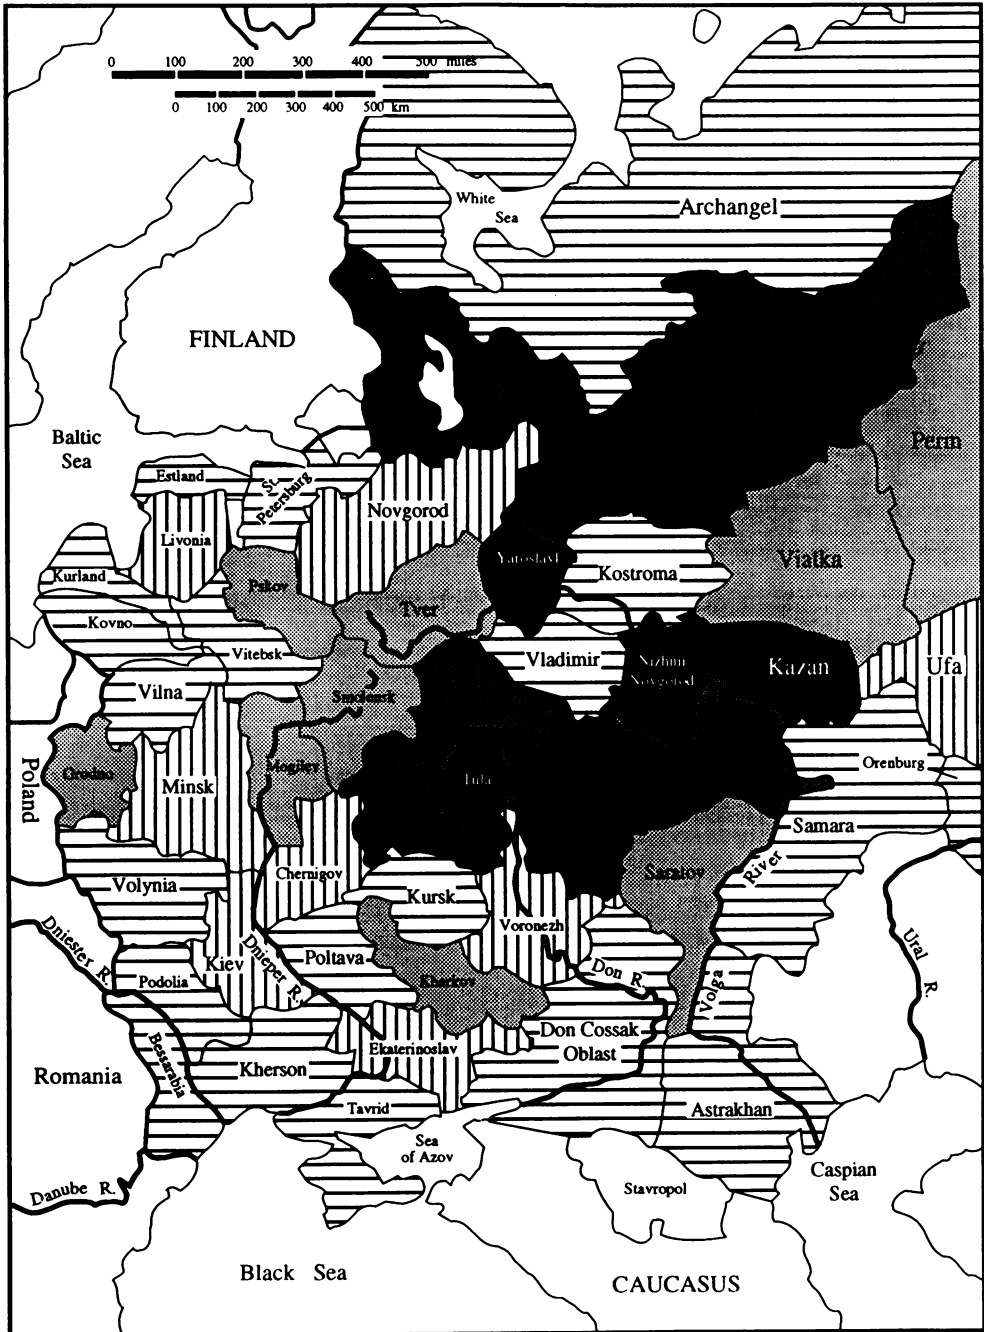 0 100 200 300 400 500 miles
0 100 200 300 400 500 km
White
Sea
Archangel
FINLAND
Baltic
Sea
Perm
Estland
St.
Petersburg
Novgorod
Livonia
Yaroslavl
Viatka
Kurland
Pskov
Kostroma
Tver
Kovno
Vitebsk
Vladimir
Nizhnii
Novgorod
Kazan
Ufa
Vilna
Smolensk
Grodno
Mogilev
Orenburg
Poland
Minsk
Tula
Samara
Volynia
Chernigov
Saratov
River
Kursk
Voronezh
Dniester R.
Kiev
Dnieper R.
Poltava
Don R.
Volga
Ural R.
Podolia
Kharkov
Don Cossak
Oblast
Bessarabia
Ekaterinoslav
Romania
Kherson
Tavrid
Astrakhan
Sea
of Azov
Caspian
Sea
Danube R.
Stavropol
Black Sea
CAUCASUS